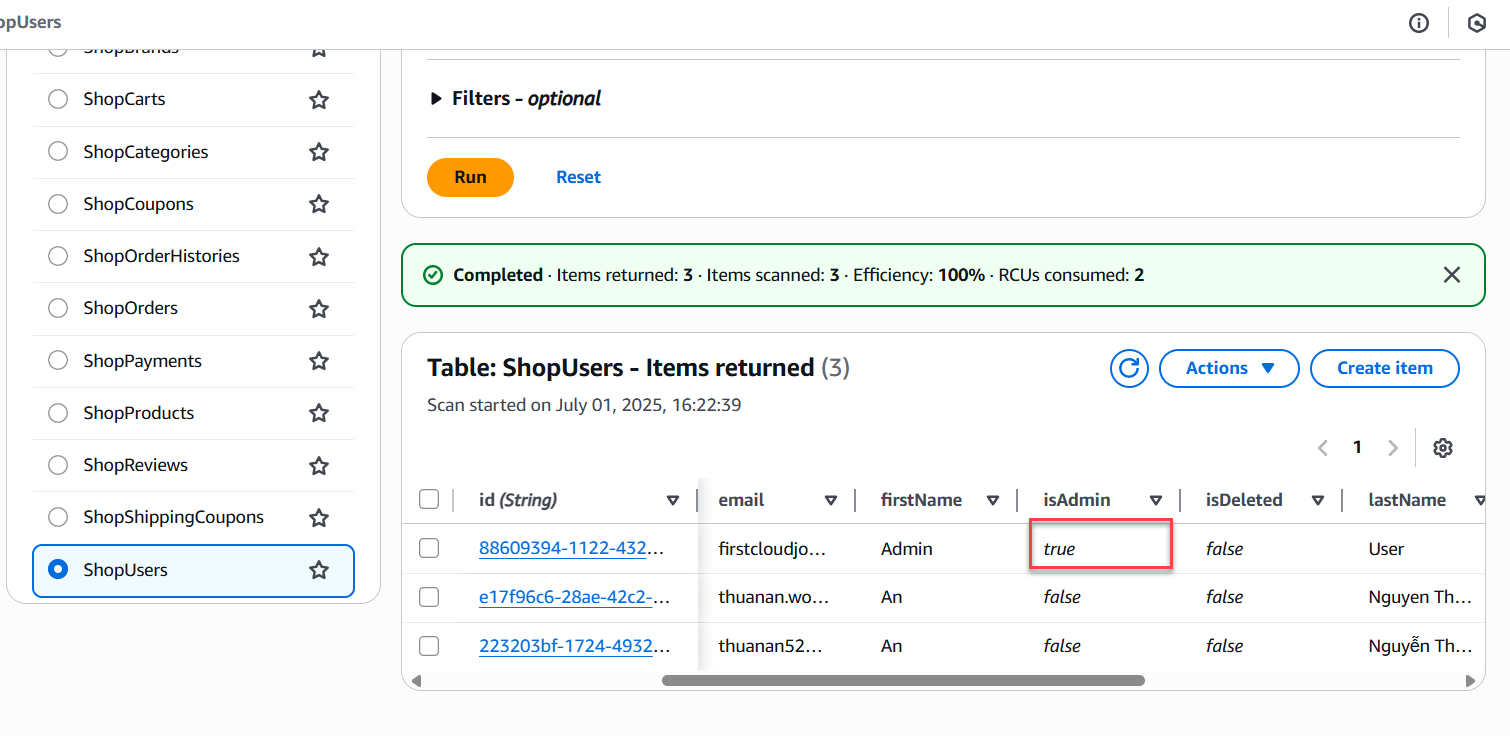 opUsers
ShopBrands
ShopCarts
ShopCategories
ShopCoupons
ShopOrderHistories
ShopOrders
ShopPayments
ShopProducts
ShopReviews
ShopShippingCoupons
ShopUsers
Filters - optional
Run Reset
Completed · Items returned: 3 · Items scanned: 3 · Efficiency: 100% · RCUs consumed: 2
Table: ShopUsers - Items returned (3)
Actions Create item
Scan started on July 01, 2025, 16:22:39
1
id (String) email firstName isAdmin isDeleted lastName
88609394-1122-432... firstcloudjo... Admin true false User
e17f96c6-28ae-42c2-... thuanan.wo... An false false Nguyen Th...
223203bf-1724-4932... thuanan52... An false false Nguyễn Th...